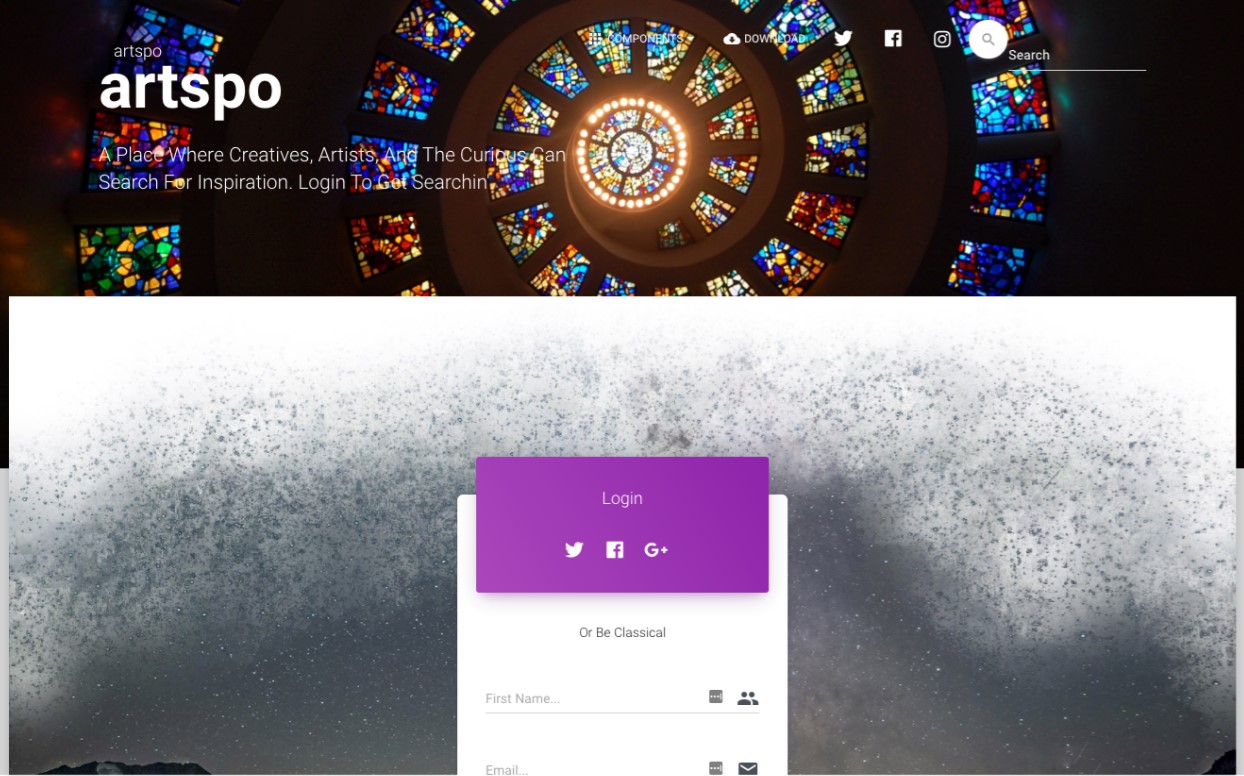 artspo
COMPONENTS
DOWNLOAD
Search
artspo
A Place Where Creatives, Artists, And The Curious Can
Search For Inspiration. Login To Get Searchin
Login
G+
Or Be Classical
First Name...
Email...